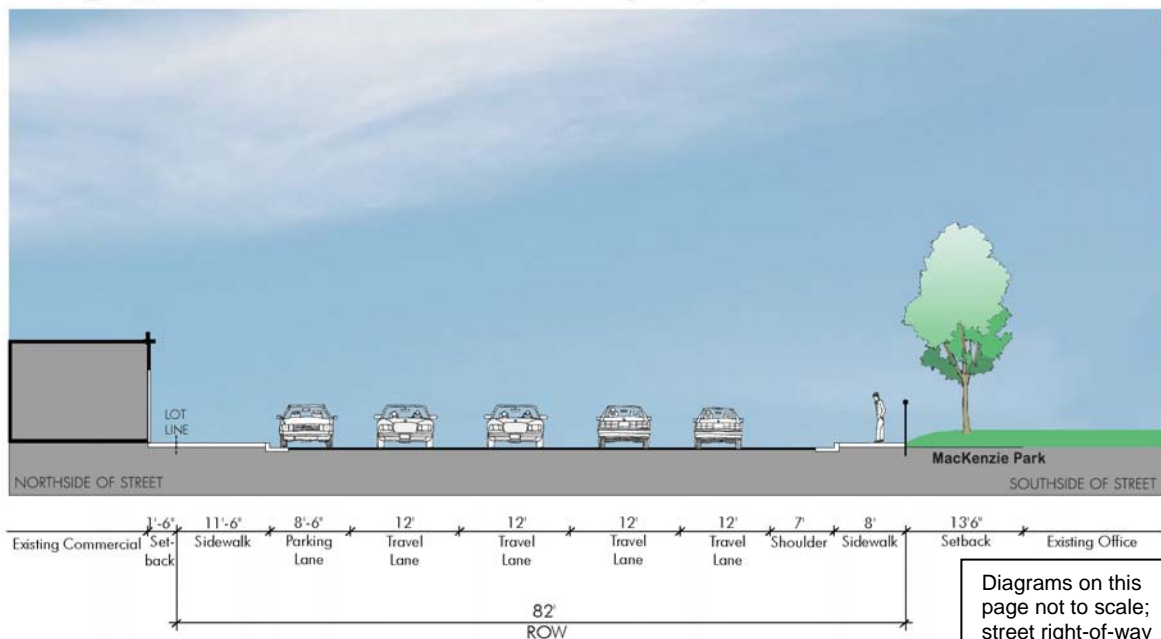 LOT
LINE
MacKenzie Park
NORTHSIDE OF STREET
SOUTHSIDE OF STREET
1'-6" 11'-6" 8'-6" 12' 12' 12' 12' 7' 8' 13'6"
Existing Commercial Set- Sidewalk Parking Travel Travel Travel Travel Shoulder Sidewalk Setback Existing Office
back Lane Lane Lane Lane Lane
82'
ROW
Diagrams on this
page not to scale;
street right-of-way